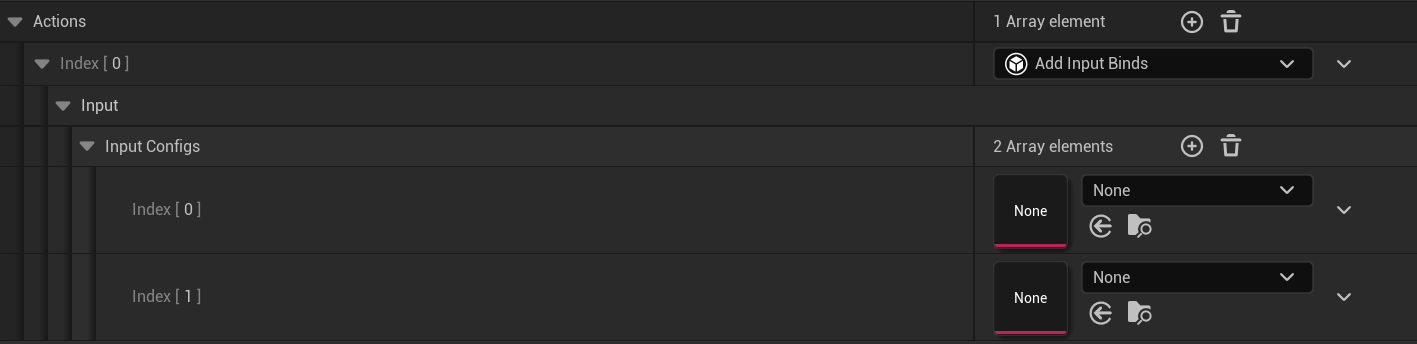 Actions
1 Array element
Index [ 0 ]
Add Input Binds
Input
Input Configs
2 Array elements
Index [ 0 ]
None
None
Index [ 1 ]
None
None